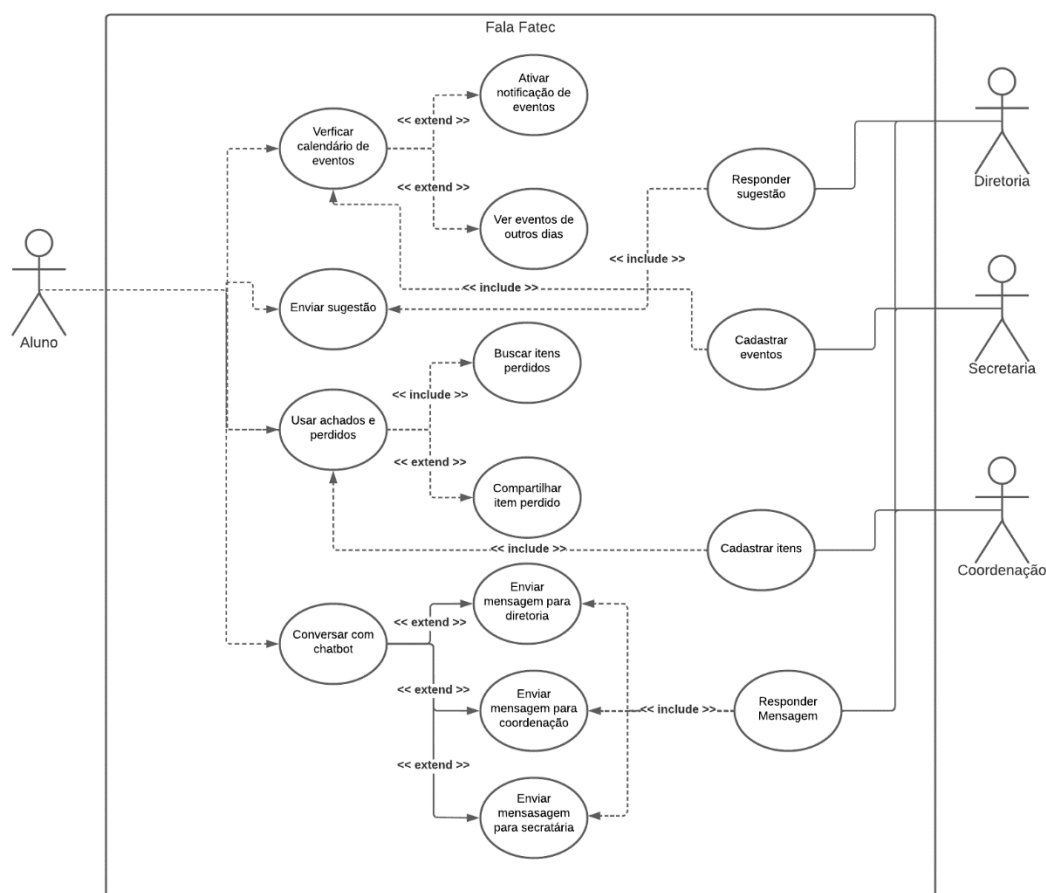 Fala Fatec
Ativar
notificação de
eventos
<< extend >>
Verficar
calendário de
eventos
<< extend >>
Ver eventos de
outros dias
Responder
sugestão
Diretoria
<< include >>
<< include >>
Aluno
Enviar sugestão
Cadastrar
eventos
Secretaria
Buscar itens
perdidos
<< include >>
Usar achados e
perdidos
<< extend >>
Compartilhar
item perdido
<< include >>
Cadastrar itens
Coordenação
Enviar
mensagem para
diretoria
<< extend >>
Conversar com
chatbot
<< extend >>
Enviar
mensagem para
coordenação
<< include >>
Responder
Mensagem
<< extend >>
Enviar
mensasagem
para secratária